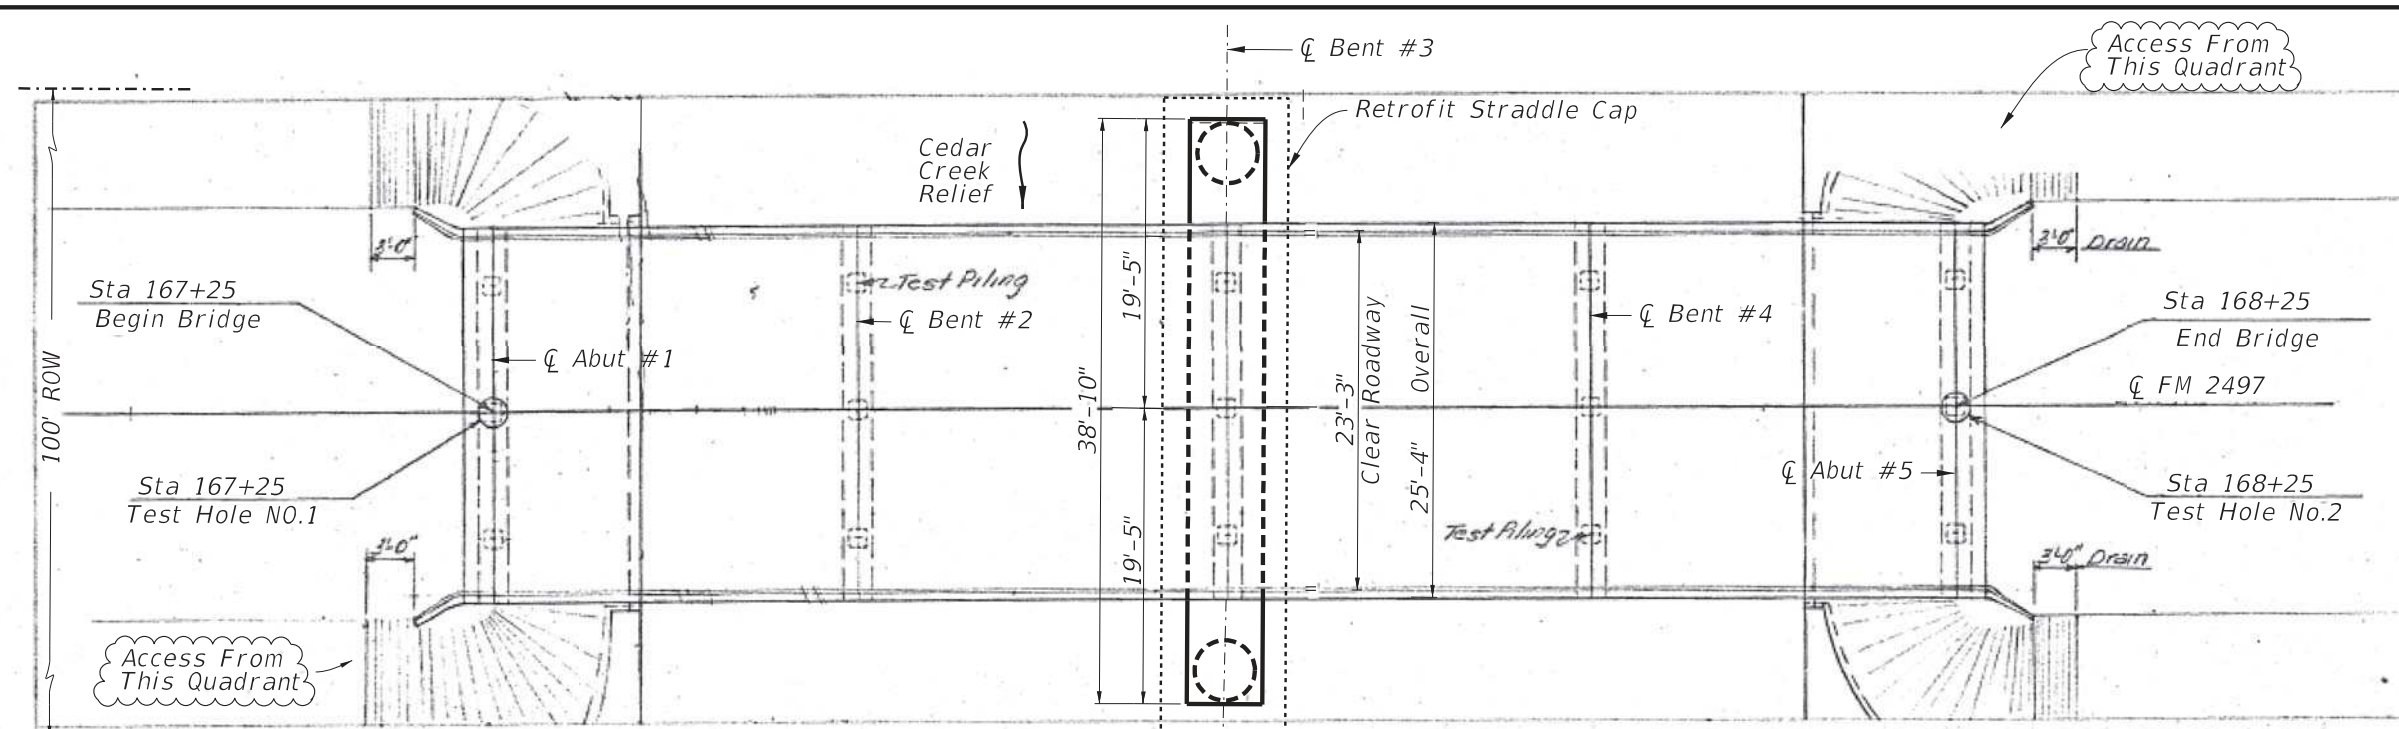 ℄ Bent #3
Access From
This Quadrant
Retrofit Straddle Cap
Cedar
Creek
Relief
3'-0"
3'-0" Drain
Test Piling
Sta 167+25
Begin Bridge
℄ Bent #2
℄ Abut #1
19'-5"
38'-10"
19'-5"
23'-3"
Clear Roadway
25'-4" Overall
℄ Bent #4
Sta 168+25
End Bridge
℄ FM 2497
100' ROW
Sta 167+25
Test Hole NO.1
℄ Abut #5
Sta 168+25
Test Hole No.2
Test Piling
3'-0"
3'-0" Drain
Access From
This Quadrant